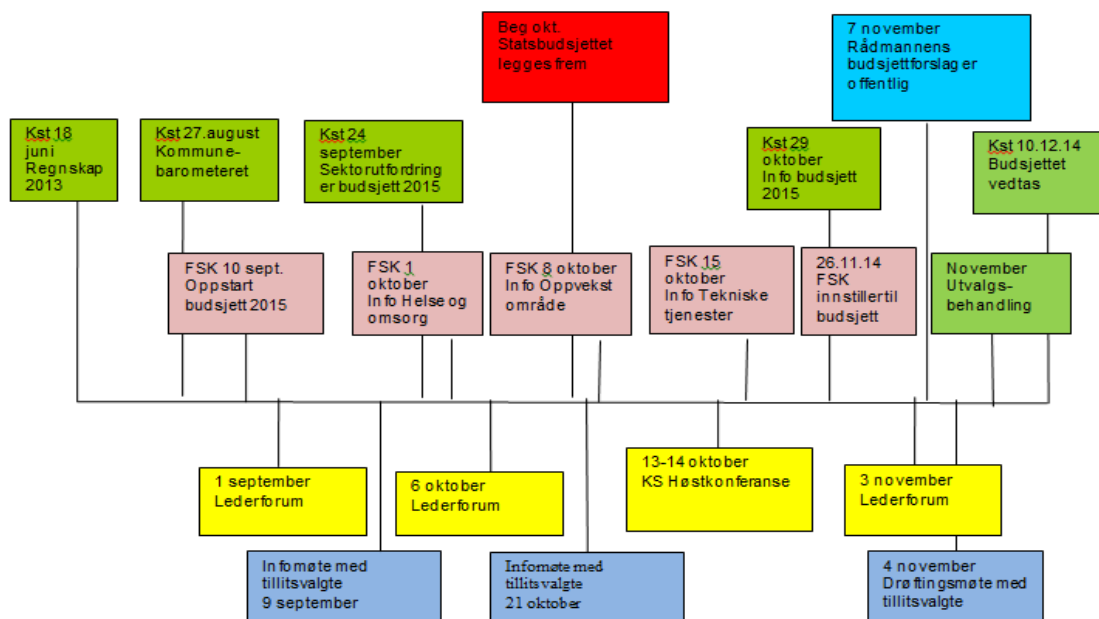 Beg okt.
Statsbudsjettet
legges frem
7 november
Rådmannens
budsjettforslag er
offentlig
Kst 18
juni
Regnskap
2013
Kst 27.august
Kommune-
barometeret
Kst 24
september
Sektorutfordring
er budsjett 2015
Kst 29
oktober
Info budsjett
2015
Kst 10.12.14
Budsjettet
vedtas
FSK 10 sept.
Oppstart
budsjett 2015
FSK 1
oktober
Info Helse og
omsorg
FSK 8 oktober
Info Oppvekst
område
FSK 15
oktober
Info Tekniske
tjenester
26.11.14
FSK
innstiller til
budsjett
November
Utvalgs-
behandling
1 september
Lederforum
6 oktober
Lederforum
13-14 oktober
KS Høstkonferanse
3 november
Lederforum
Infomøte med
tillitsvalgte
9 september
Infomøte med
tillitsvalgte
21 oktober
4 november
Drøftingsmøte med
tillitsvalgte